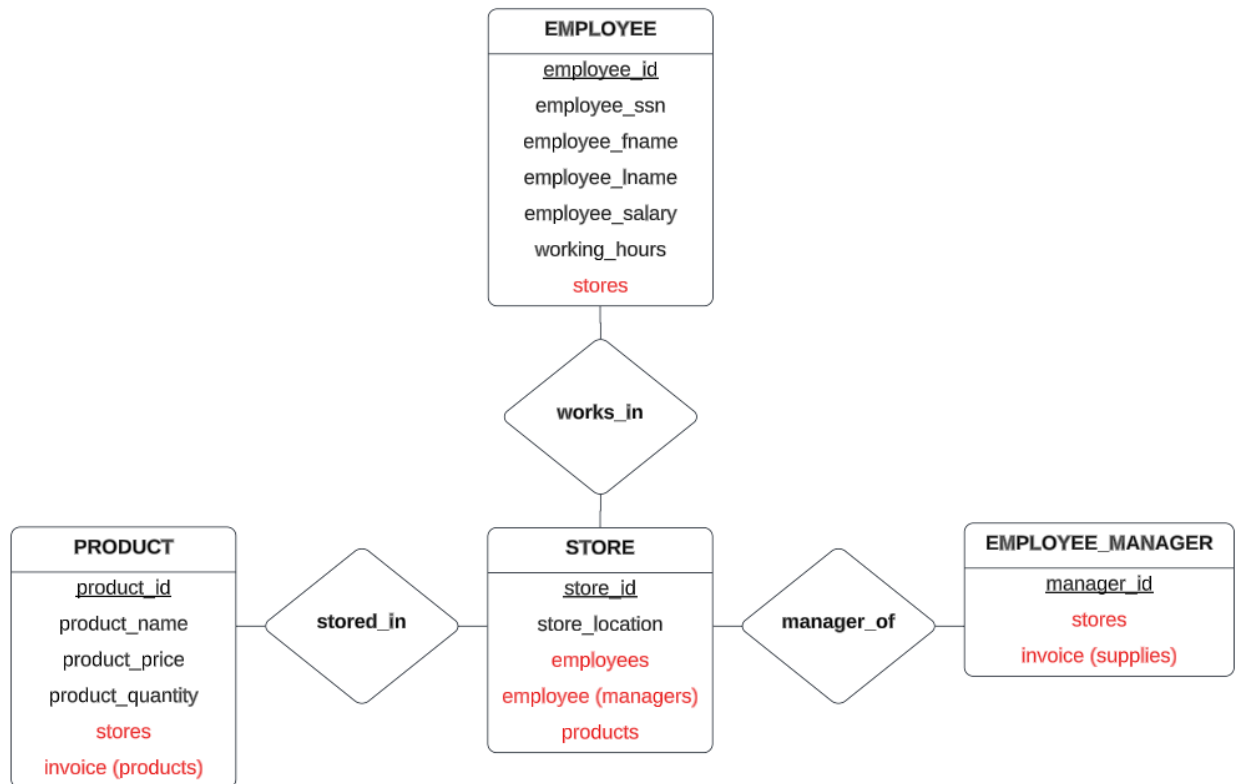 EMPLOYEE
employee_id
employee_ssn
employee_fname
employee_lname
employee_salary
working_hours
stores
works_in
PRODUCT
product_id
product_name
product_price
product_quantity
stores
invoice (products)
stored_in
STORE
store_id
store_location
employees
employee (managers)
products
manager_of
EMPLOYEE_MANAGER
manager_id
stores
invoice (supplies)